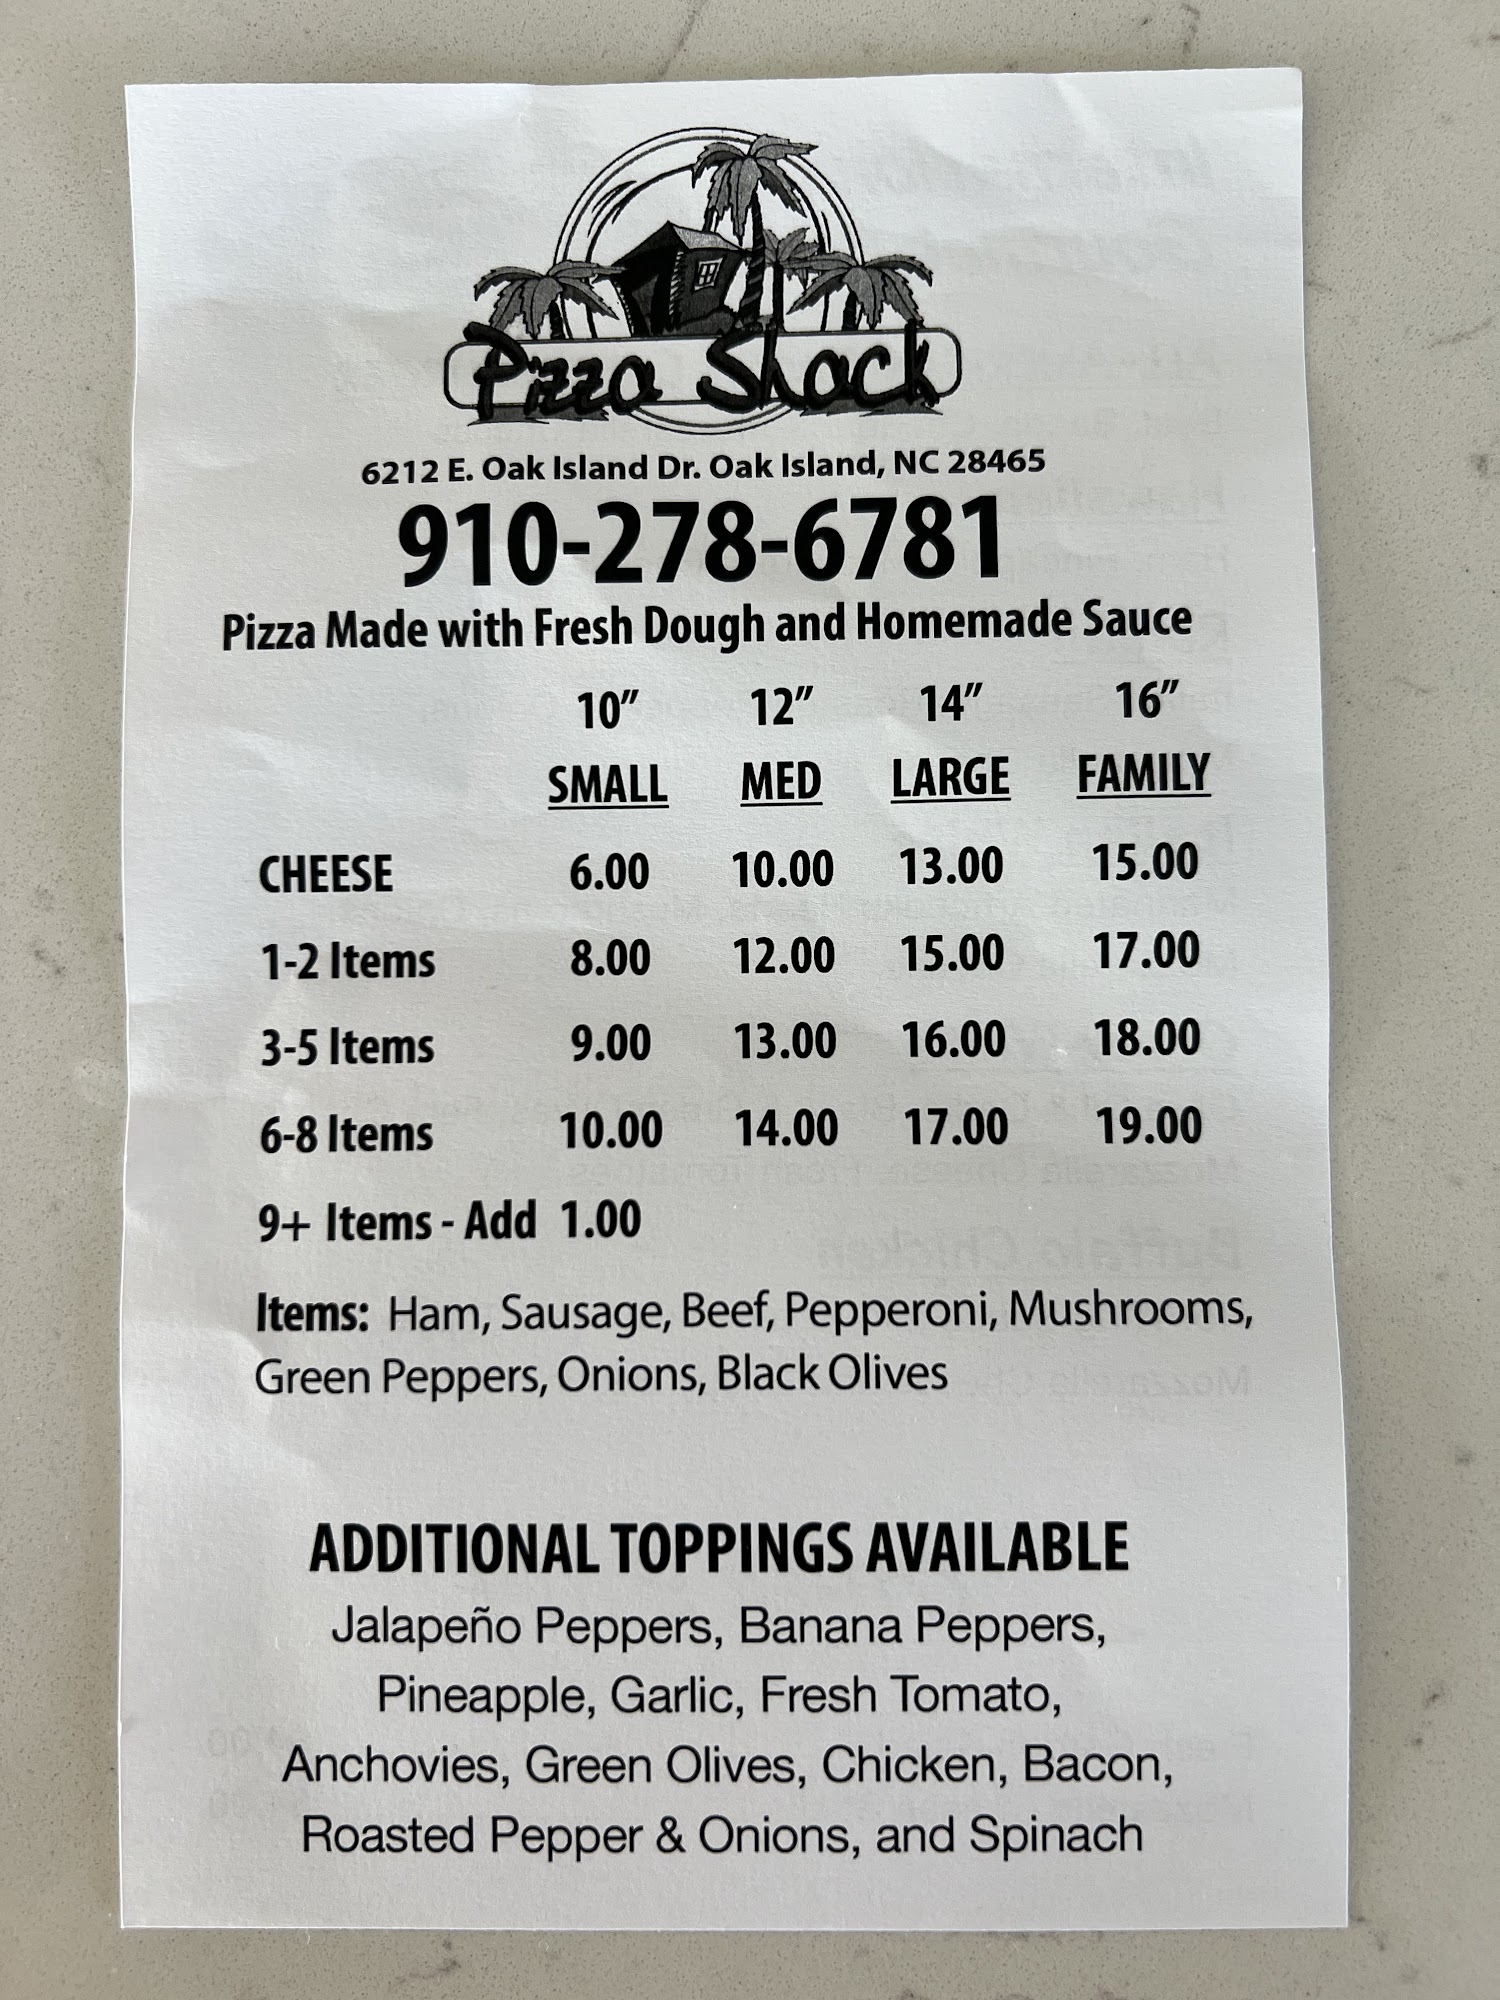 Pizza Shack
6212 E. Oak Island Dr. Oak Island, NC 28465
910-278-6781
Pizza Made with Fresh Dough and Homemade Sauce
10” 12” 14” 16”
SMALL MED LARGE FAMILY
CHEESE 6.00 10.00 13.00 15.00
1-2 Items 8.00 12.00 15.00 17.00
3-5 Items 9.00 13.00 16.00 18.00
6-8 Items 10.00 14.00 17.00 19.00
9+ Items - Add 1.00
Items: Ham, Sausage, Beef, Pepperoni, Mushrooms,
Green Peppers, Onions, Black Olives
ADDITIONAL TOPPINGS AVAILABLE
Jalapeño Peppers, Banana Peppers,
Pineapple, Garlic, Fresh Tomato,
Anchovies, Green Olives, Chicken, Bacon,
Roasted Pepper & Onions, and Spinach